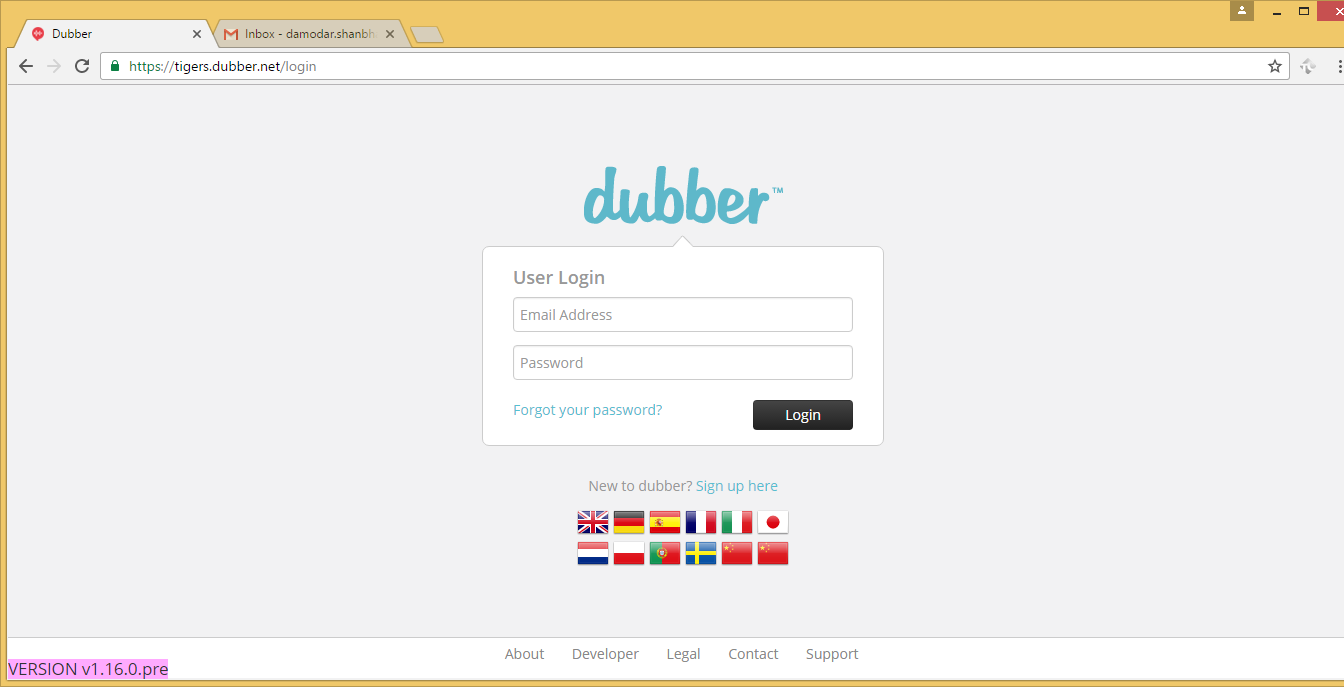 Dubber
Inbox - damodar.shanbh
https://tigers.dubber.net/login
dubber™
User Login
Email Address
Password
Forgot your password?
Login
New to dubber? Sign up here
About Developer Legal Contact Support
VERSION v1.16.0.pre